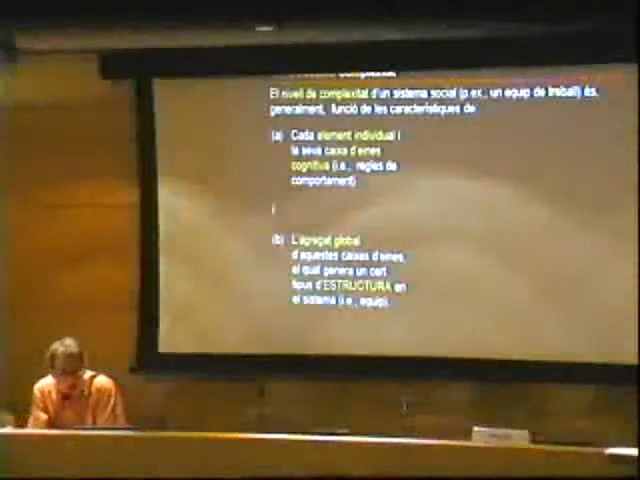 El nivell de complexitat d'un sistema social (p.ex., un equip de treball) és,
generalment, funció de les característiques de
(a) Cada element individual i
la seva caixa d'eines
cognitiva (i.e., regles de
comportament)
i
(b) L'agregat global
d'aquestes caixes d'eines,
el qual genera un cert
tipus d'ESTRUCTURA en
el sistema (i.e., equip).